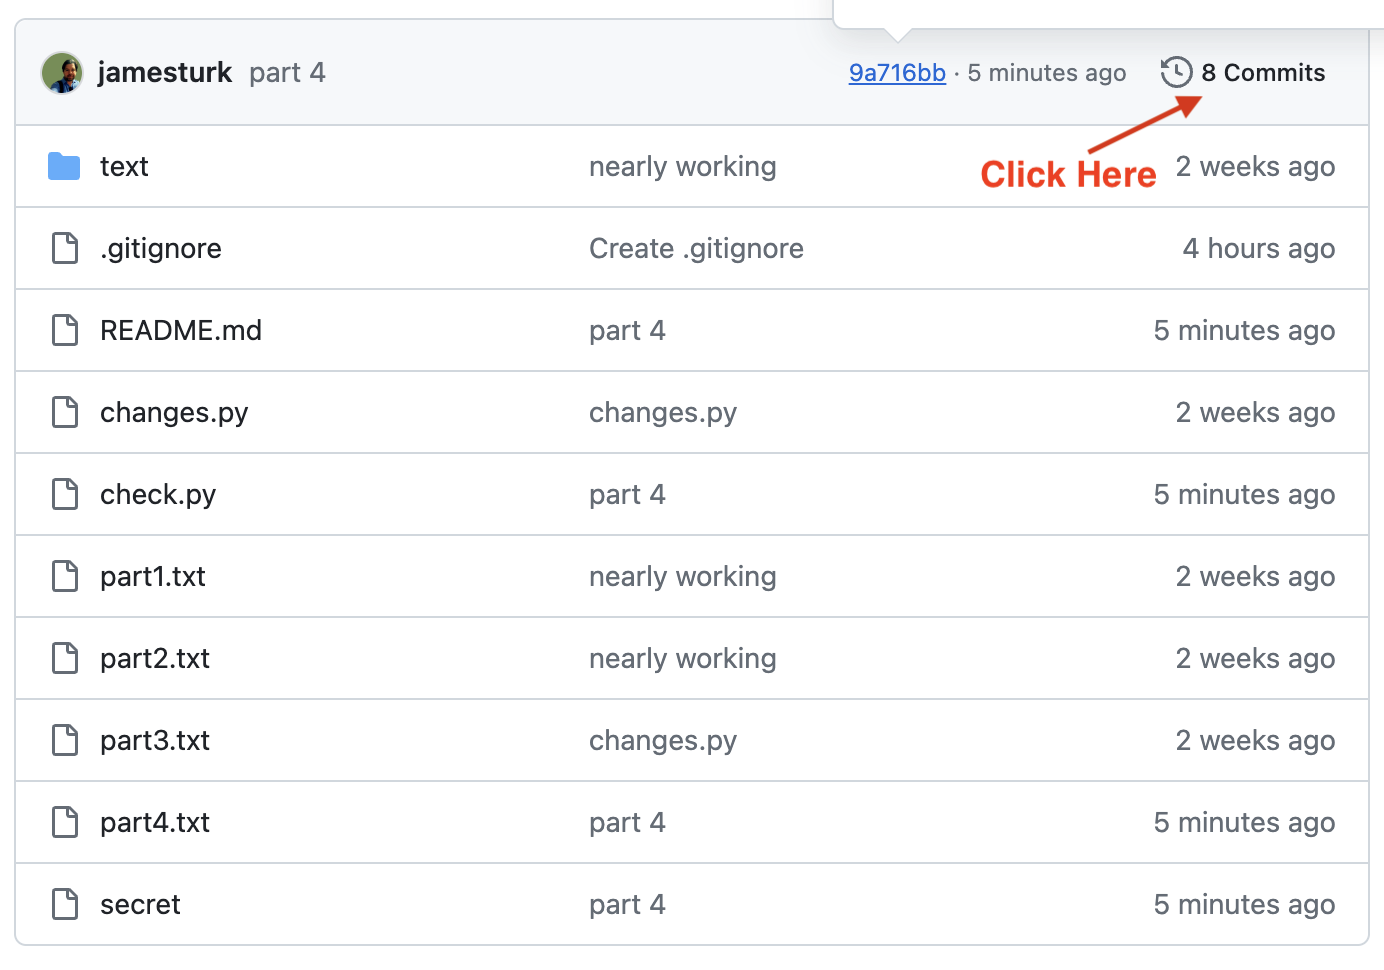 jamesturk part 4 9a716bb · 5 minutes ago 8 Commits
Click Here
text nearly working 2 weeks ago
.gitignore Create .gitignore 4 hours ago
README.md part 4 5 minutes ago
changes.py changes.py 2 weeks ago
check.py part 4 5 minutes ago
part1.txt nearly working 2 weeks ago
part2.txt nearly working 2 weeks ago
part3.txt changes.py 2 weeks ago
part4.txt part 4 5 minutes ago
secret part 4 5 minutes ago